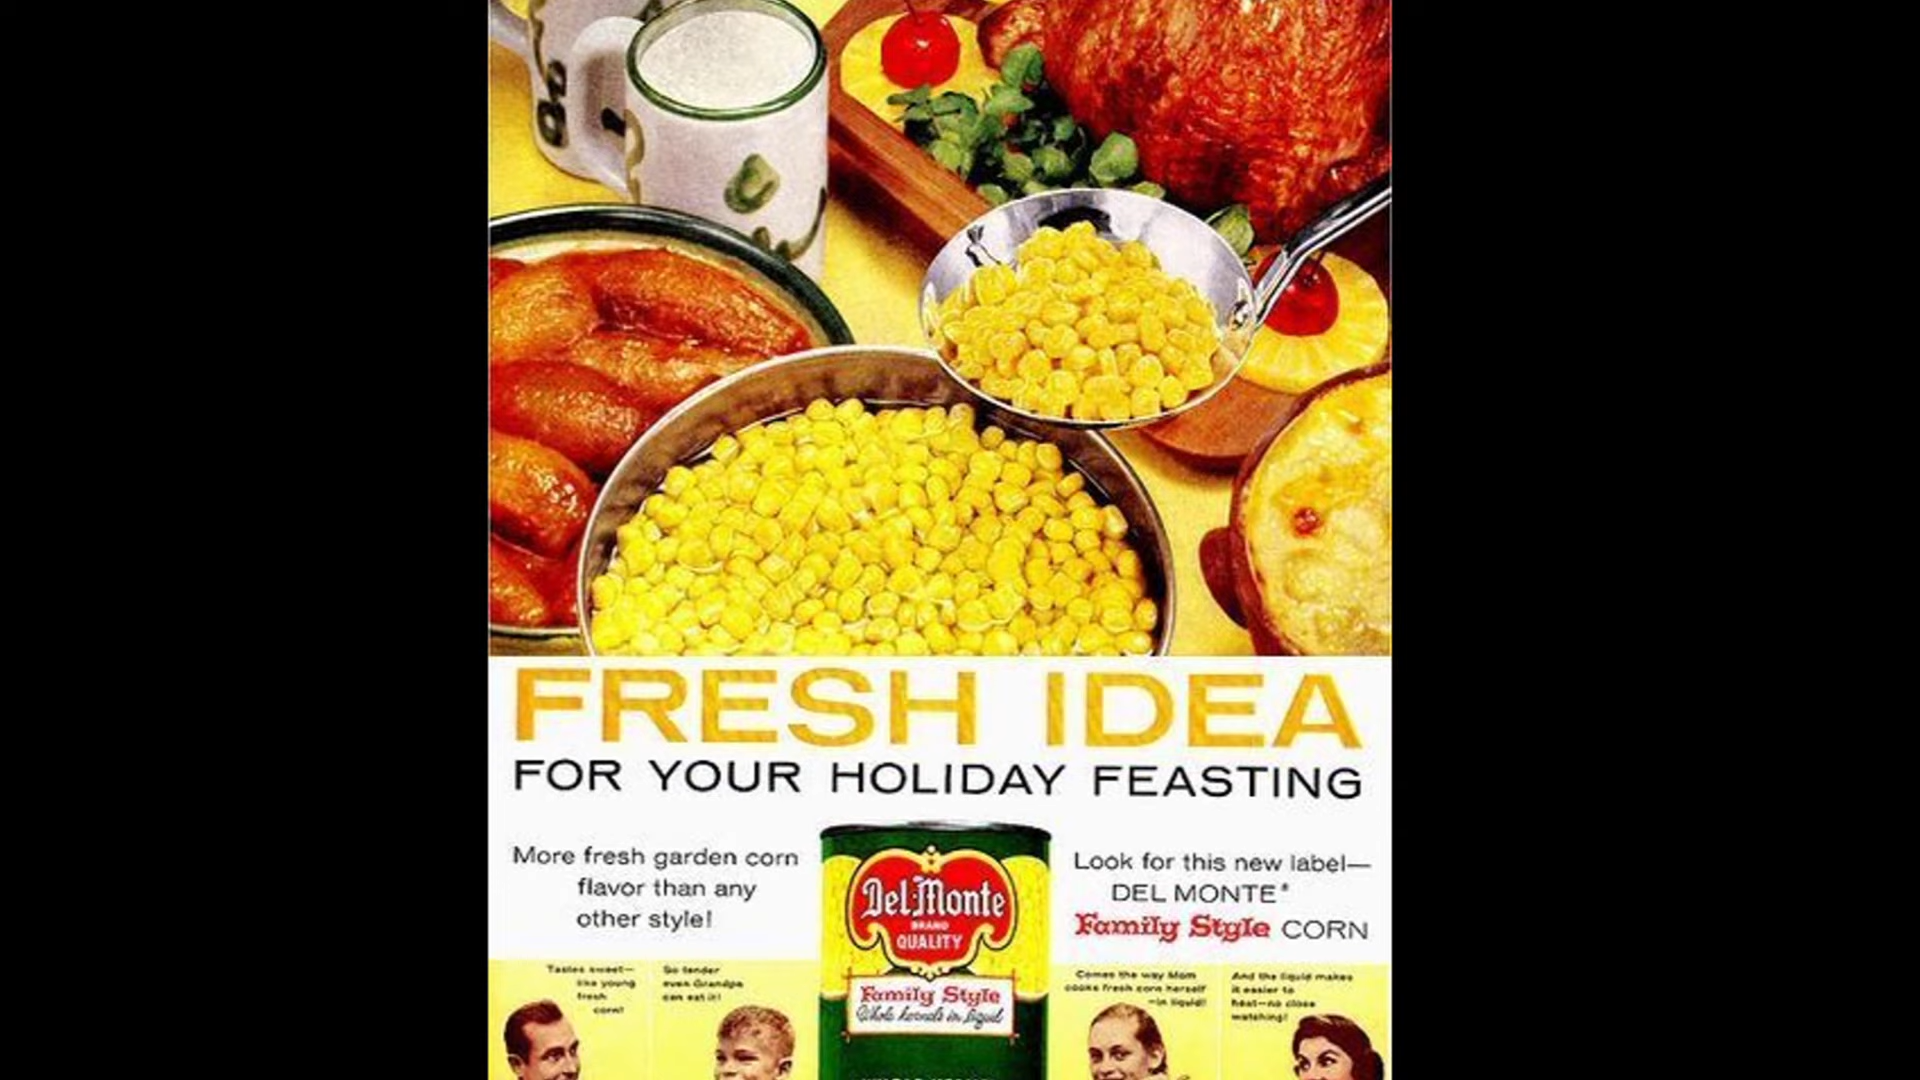 FRESH IDEA
FOR YOUR HOLIDAY FEASTING
More fresh garden corn
flavor than any
other style!
Look for this new label—
DEL MONTE®
Family Style CORN
Del Monte
BRAND
QUALITY
Family Style
Whole kernels in liquid
Tastes sweet—
like young
fresh
corn!
So tender
even Grandpa
can eat it!
Comes the way Mom
cooks fresh corn herself
—in liquid!
And the liquid makes
it easier to
heat—no close
watching!